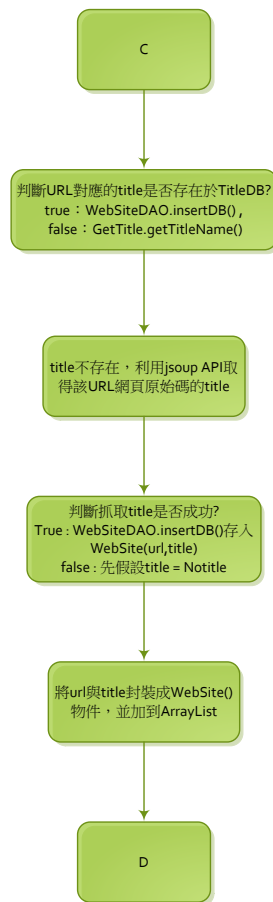 C
判斷URL對應的title是否存在於TitleDB?
true：WebSiteDAO.insertDB() ,
false：GetTitle.getTitleName()
title不存在，利用jsoup API取
得該URL網頁原始碼的title
判斷抓取title是否成功?
True : WebSiteDAO.insertDB()存入
WebSite(url,title)
false : 先假設title = Notitle
將url與title封裝成WebSite()
物件，並加到ArrayList
D